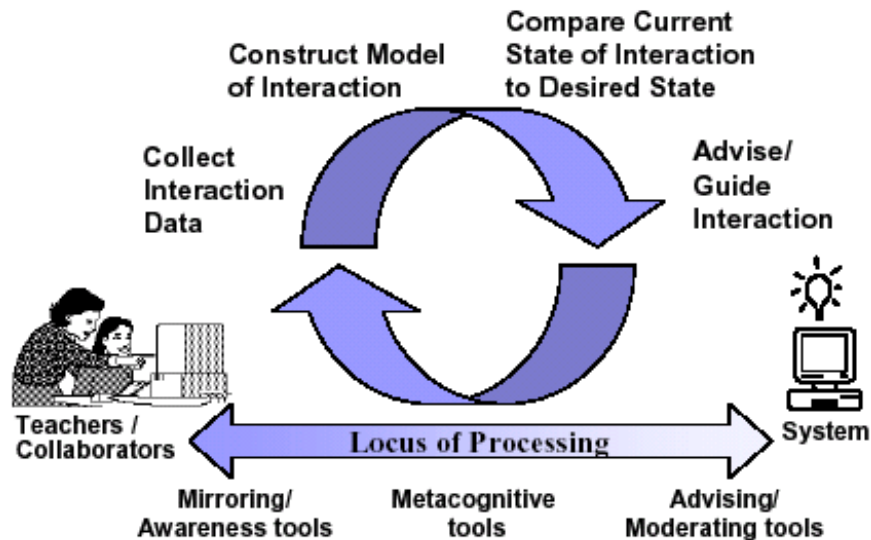 Construct Model
of Interaction
Compare Current
State of Interaction
to Desired State
Collect
Interaction
Data
Advise/
Guide
Interaction
Teachers /
Collaborators
Locus of Processing
System
Mirroring/
Awareness tools
Metacognitive
tools
Advising/
Moderating tools